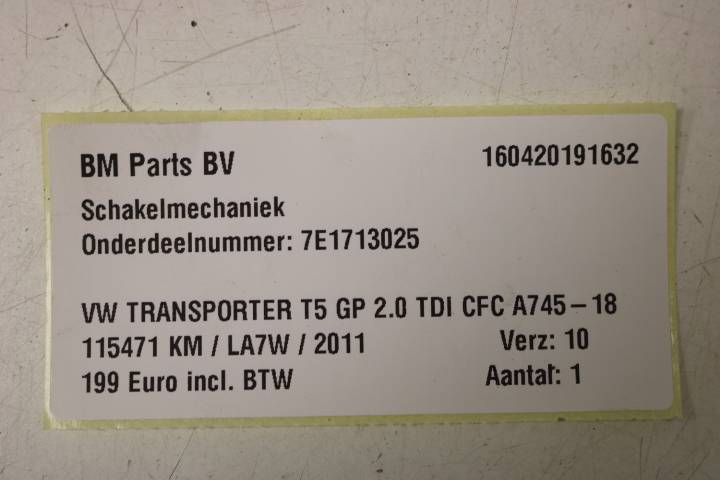 BM Parts BV 160420191632
Schakelmechaniek
Onderdeelnummer: 7E1713025
VW TRANSPORTER T5 GP 2.0 TDI CFC A745-18
115471 KM / LA7W / 2011 Verz: 10
199 Euro incl. BTW Aantal: 1